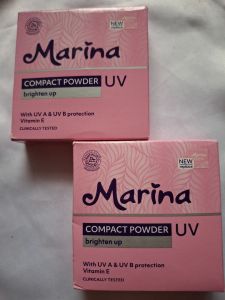 NEW
Marina
COMPACT POWDER UV
brighten up
With UV A & UV B protection
Vitamin E
CLINICALLY TESTED
NEW
Marina
COMPACT POWDER UV
brighten up
With UV A & UV B protection
Vitamin E
CLINICALLY TESTED